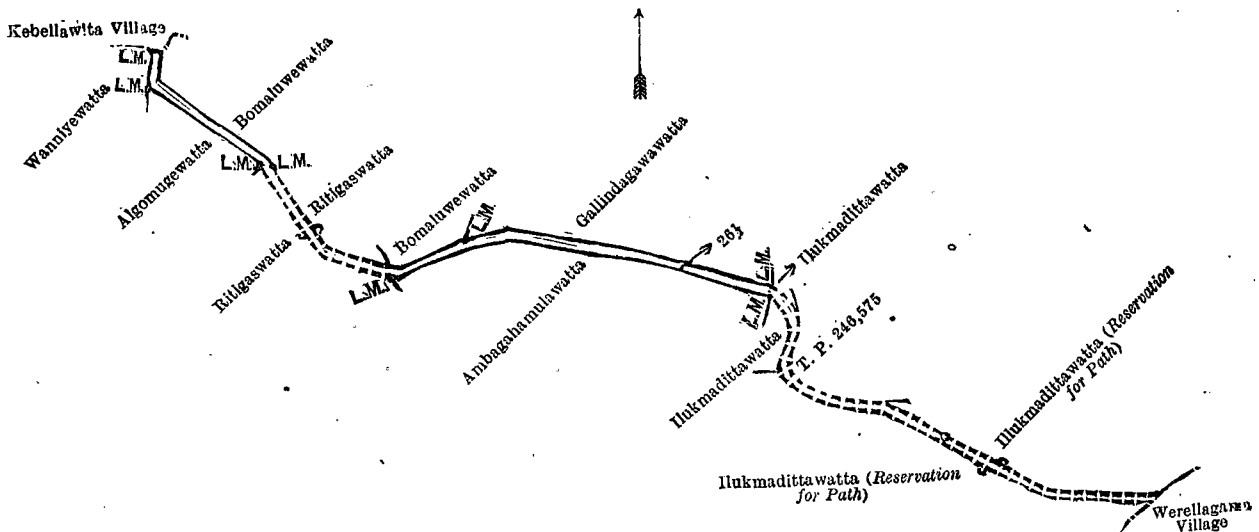 Kebellawita Village
L.M.
L.M.
Wanniyewatta
Bomaluwewatta
Algomugewatta
L.M.
L.M.
Ritigaswatta
Ritigaswatta
Bomaluwewatta
L.M.
L.M.
Gallindagawawatta
Ambagahamulawatta
26½
L.M.
L.M.
Ilukmadittawatta
Ilukmadittawatta
T. P. 246,575
Illukmadittawatta (Reservation
for Path)
Ilukmadittawatta (Reservation
for Path)
Werellagama
Village